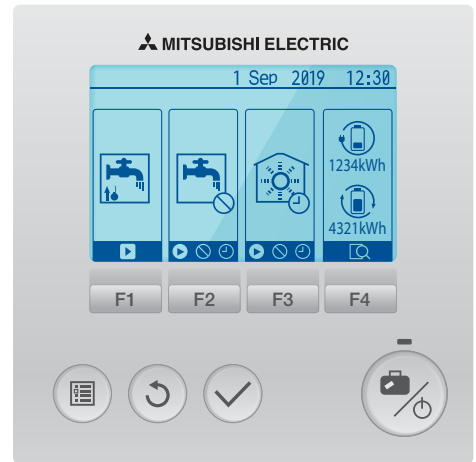 MITSUBISHI ELECTRIC
1 Sep 2019 12:30
1234kWh
4321kWh
F1 F2 F3 F4